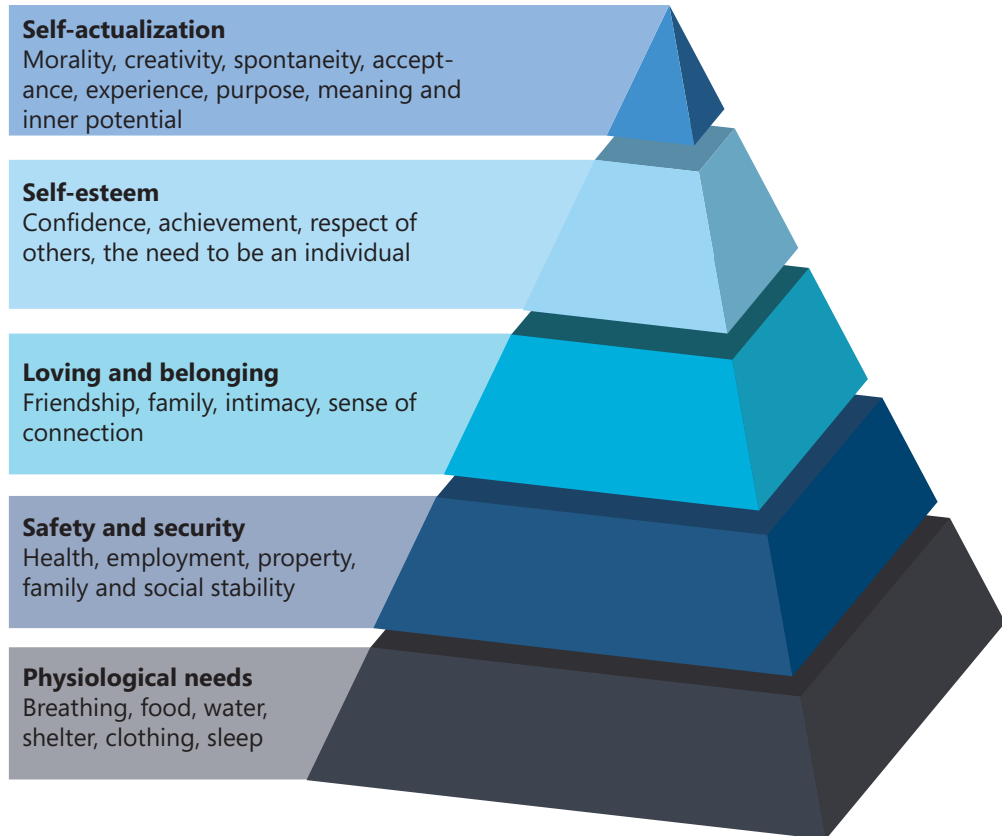 Self-actualization
Morality, creativity, spontaneity, accept-
ance, experience, purpose, meaning and
inner potential
Self-esteem
Confidence, achievement, respect of
others, the need to be an individual
Loving and belonging
Friendship, family, intimacy, sense of
connection
Safety and security
Health, employment, property,
family and social stability
Physiological needs
Breathing, food, water,
shelter, clothing, sleep